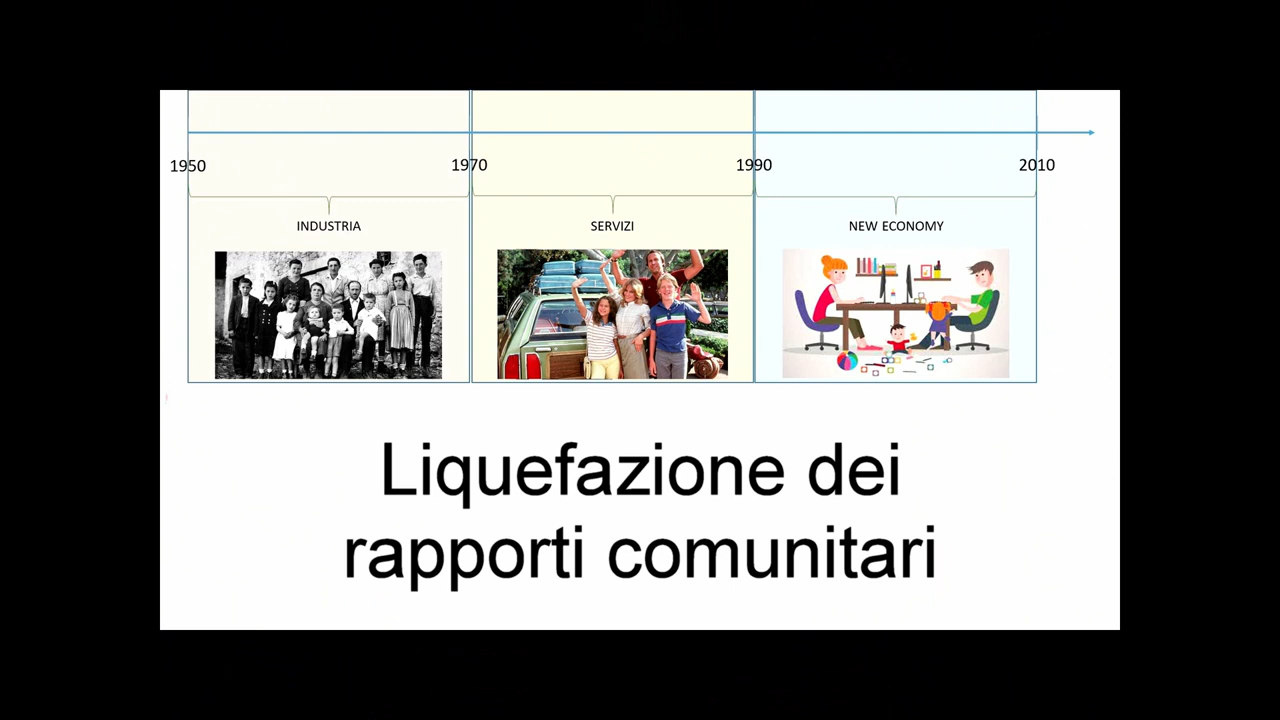 1950 1970 1990 2010
INDUSTRIA SERVIZI NEW ECONOMY
Liquefazione dei
rapporti comunitari